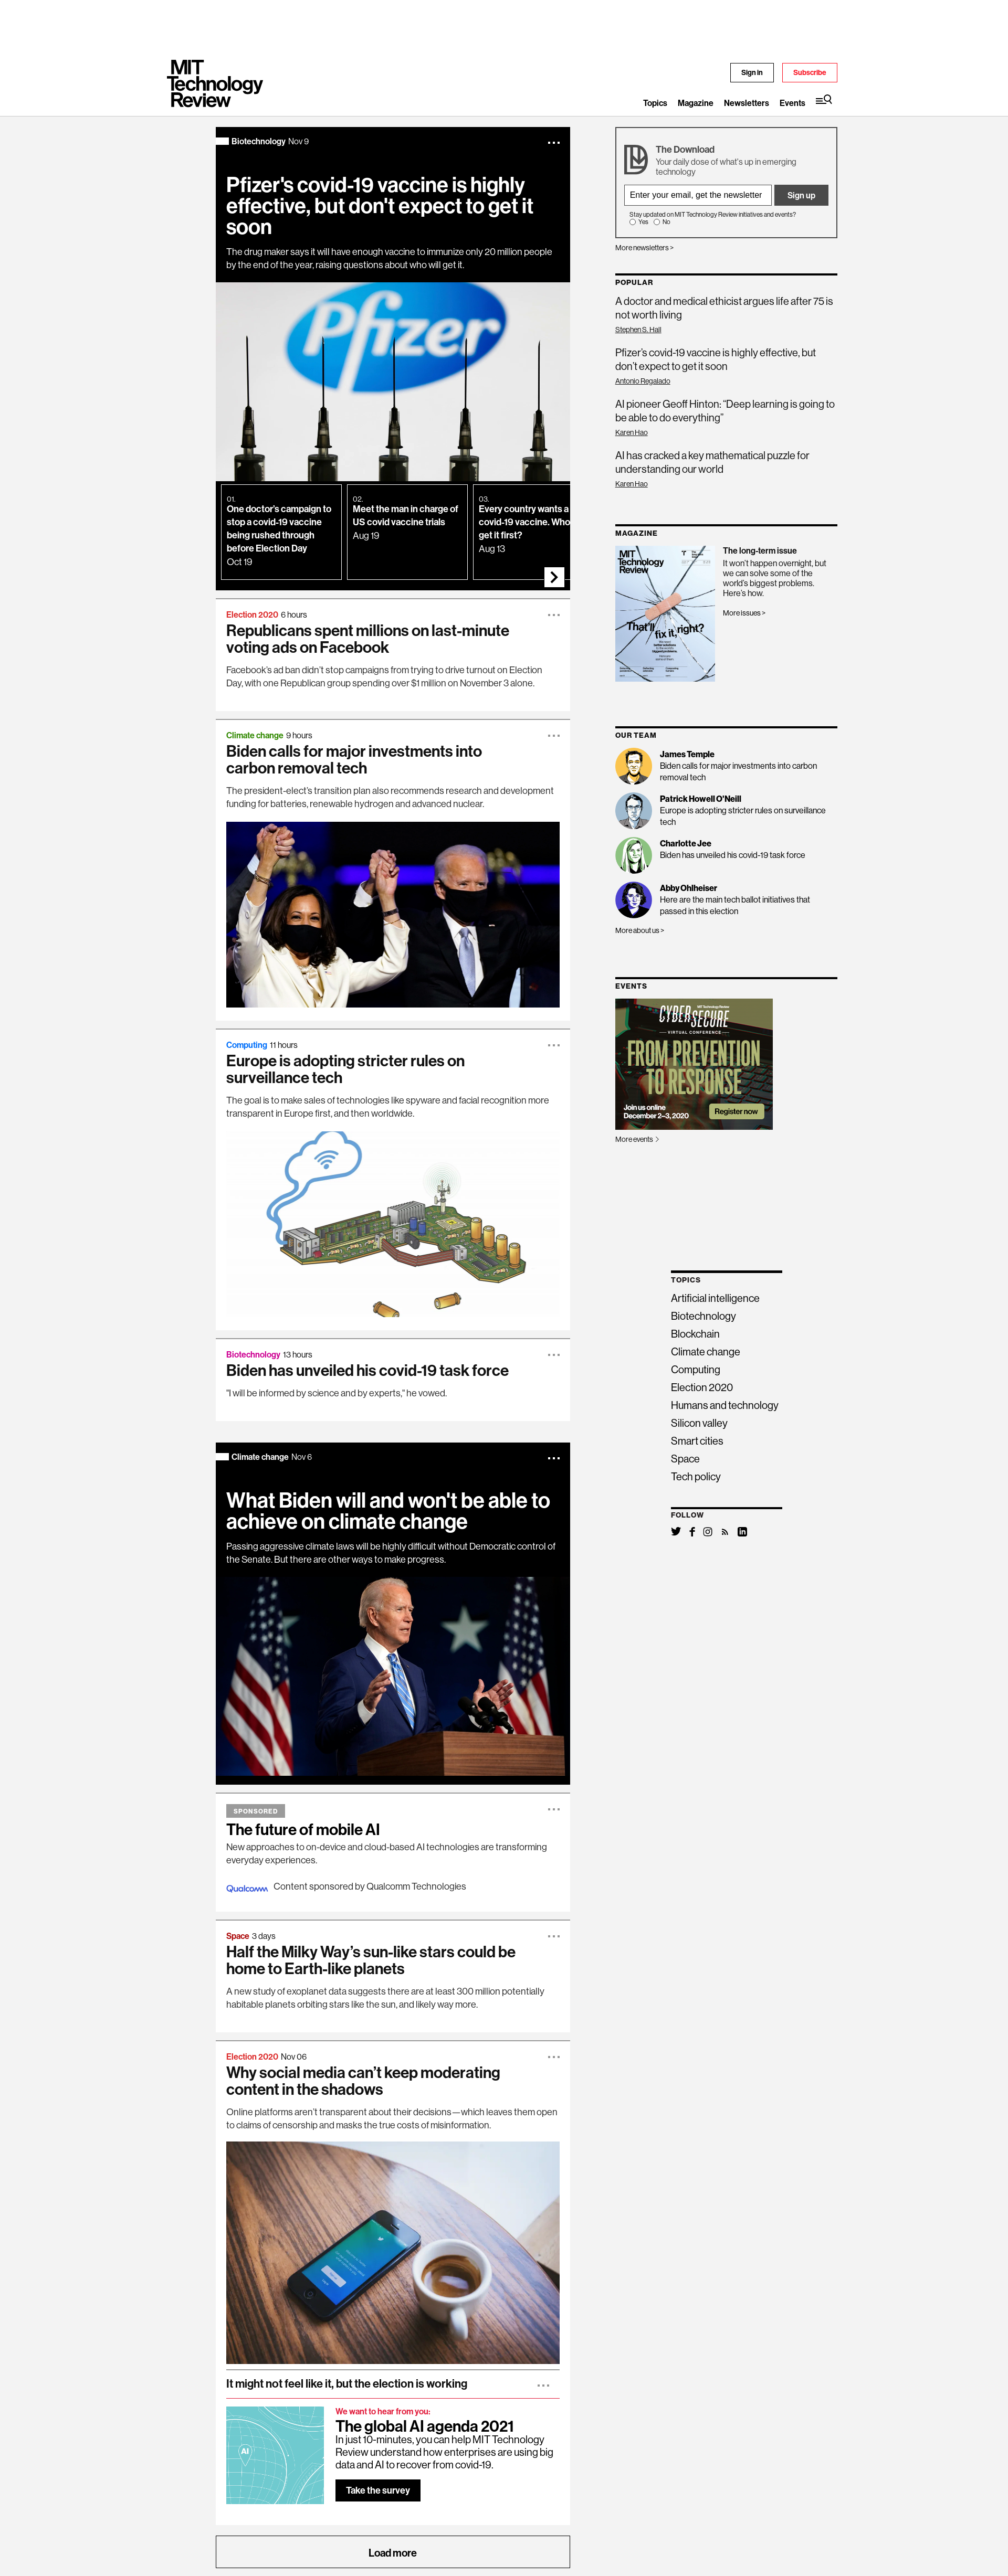 MIT
Technology
Review
Sign in
Subscribe
Topics
Magazine
Newsletters
Events
Biotechnology Nov 9
Pfizer's covid-19 vaccine is highly
effective, but don't expect to get it
soon
The drug maker says it will have enough vaccine to immunize only 20 million people
by the end of the year, raising questions about who will get it.
Pfizer
01.
One doctor's campaign to
stop a covid-19 vaccine
being rushed through
before Election Day
Oct 19
02.
Meet the man in charge of
US covid vaccine trials
Aug 19
03.
Every country wants a
covid-19 vaccine. Who
get it first?
Aug 13
Election 2020 6 hours
Republicans spent millions on last-minute
voting ads on Facebook
Facebook's ad ban didn't stop campaigns from trying to drive turnout on Election
Day, with one Republican group spending over $1 million on November 3 alone.
Climate change 9 hours
Biden calls for major investments into
carbon removal tech
The president-elect's transition plan also recommends research and development
funding for batteries, renewable hydrogen and advanced nuclear.
Computing 11 hours
Europe is adopting stricter rules on
surveillance tech
The goal is to make sales of technologies like spyware and facial recognition more
transparent in Europe first, and then worldwide.
Biotechnology 13 hours
Biden has unveiled his covid-19 task force
"I will be informed by science and by experts," he vowed.
Climate change Nov 6
What Biden will and won't be able to
achieve on climate change
Passing aggressive climate laws will be highly difficult without Democratic control of
the Senate. But there are other ways to make progress.
SPONSORED
The future of mobile AI
New approaches to on-device and cloud-based AI technologies are transforming
everyday experiences.
Qualcomm Content sponsored by Qualcomm Technologies
Space 3 days
Half the Milky Way's sun-like stars could be
home to Earth-like planets
A new study of exoplanet data suggests there are at least 300 million potentially
habitable planets orbiting stars like the sun, and likely way more.
Election 2020 Nov 06
Why social media can't keep moderating
content in the shadows
Online platforms aren't transparent about their decisions—which leaves them open
to claims of censorship and masks the true costs of misinformation.
It might not feel like it, but the election is working
AI
We want to hear from you:
The global AI agenda 2021
In just 10-minutes, you can help MIT Technology
Review understand how enterprises are using big
data and AI to recover from covid-19.
Take the survey
Load more
The Download
Your daily dose of what's up in emerging
technology
Enter your email, get the newsletter
Sign up
Stay updated on MIT Technology Review initiatives and events?
Yes No
More newsletters >
POPULAR
A doctor and medical ethicist argues life after 75 is
not worth living
Stephen S. Hall
Pfizer's covid-19 vaccine is highly effective, but
don't expect to get it soon
Antonio Regalado
AI pioneer Geoff Hinton: "Deep learning is going to
be able to do everything"
Karen Hao
AI has cracked a key mathematical puzzle for
understanding our world
Karen Hao
MAGAZINE
MIT
Technology
Review
That'll fix it, right?
The long-term issue
It won't happen overnight, but
we can solve some of the
world's biggest problems.
Here's how.
More issues >
OUR TEAM
James Temple
Biden calls for major investments into carbon
removal tech
Patrick Howell O'Neill
Europe is adopting stricter rules on surveillance
tech
Charlotte Jee
Biden has unveiled his covid-19 task force
Abby Ohlheiser
Here are the main tech ballot initiatives that
passed in this election
More about us >
EVENTS
MIT Technology Review
CYBER
SECURE
VIRTUAL CONFERENCE
FROM PREVENTION
TO RESPONSE
Join us online
December 2–3, 2020
Register now
More events >
TOPICS
Artificial intelligence
Biotechnology
Blockchain
Climate change
Computing
Election 2020
Humans and technology
Silicon valley
Smart cities
Space
Tech policy
FOLLOW